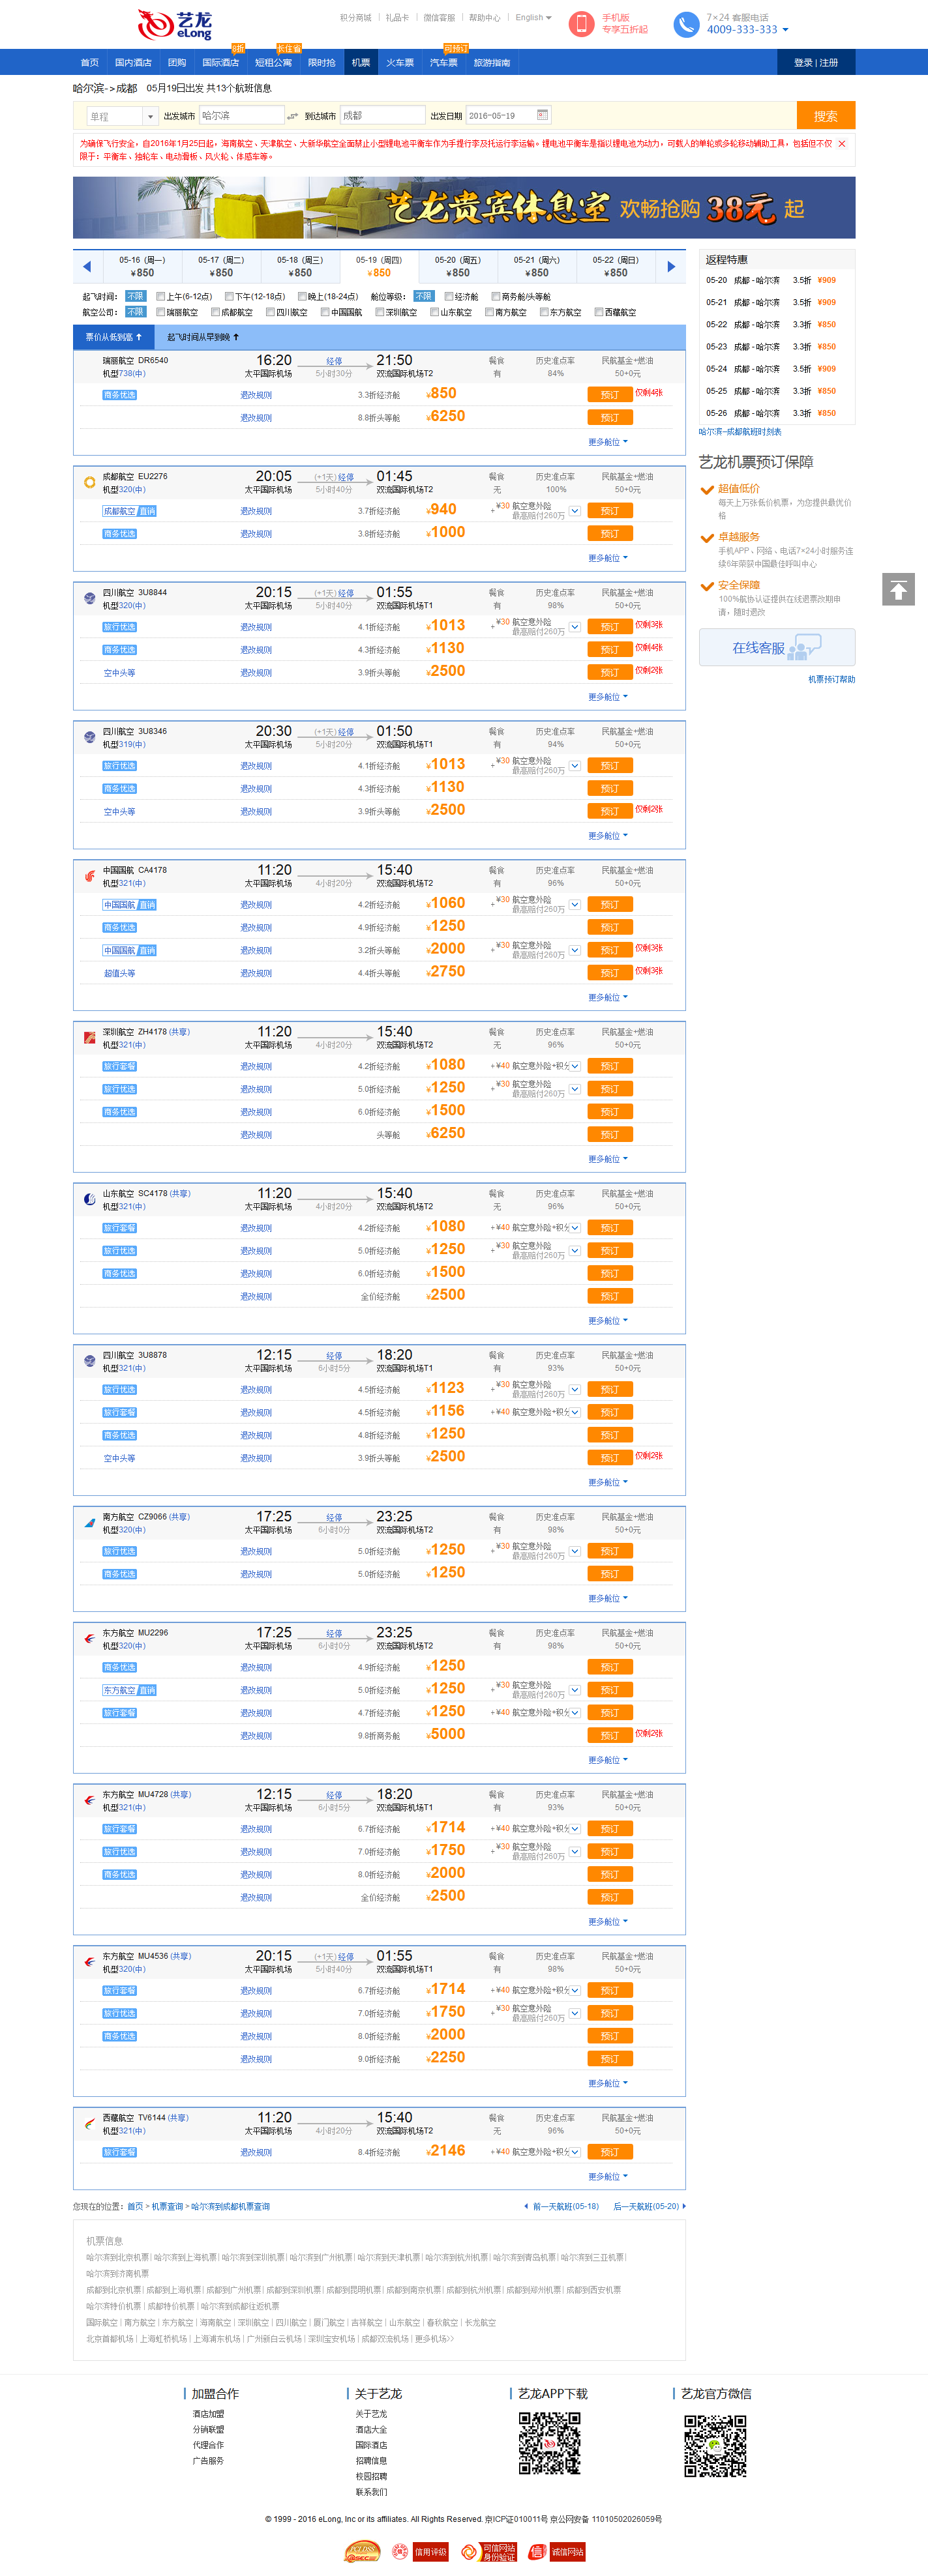 艺龙 eLong
积分商城 | 礼品卡 | 微信客服 | 帮助中心 | English
手机版
专享五折起
7×24 客服电话
4009-333-333
首页 国内酒店 团购 国际酒店 短租公寓 限时抢 机票 火车票 汽车票 旅游指南 登录 | 注册
哈尔滨->成都 05月19日出发 共13个航班信息
单程 出发城市 哈尔滨 到达城市 成都 出发日期 2016-05-19 搜索
为确保飞行安全，自2016年1月25日起，海南航空、天津航空、大新华航空全面禁止小型锂电池平衡车作为手提行李及托运行李运输。锂电池平衡车是指以锂电池为动力，可载人的单轮或多轮移动辅助工具，包括但不仅
限于：平衡车、独轮车、电动滑板、风火轮、体感车等。
艺龙贵宾休息室 欢畅抢购 38元 起
05-16 (周一) 05-17 (周二) 05-18 (周三) 05-19 (周四) 05-20 (周五) 05-21 (周六) 05-22 (周日)
¥850 ¥850 ¥850 ¥850 ¥850 ¥850 ¥850
起飞时间： 不限 上午(6-12点) 下午(12-18点) 晚上(18-24点) 舱位等级： 不限 经济舱 商务舱/头等舱
航空公司： 不限 瑞丽航空 成都航空 四川航空 中国国航 深圳航空 山东航空 南方航空 东方航空 西藏航空
票价从低到高 起飞时间从早到晚
瑞丽航空 DR6540 16:20 经停 21:50 餐食 历史准点率 民航基金+燃油
机型738(中) 太平国际机场 5小时30分 双流国际机场T2 有 84% 50+0元
商务优选 退改规则 3.3折经济舱 ¥850 预订 仅剩4张
退改规则 8.8折头等舱 ¥6250 预订
更多舱位
成都航空 EU2276 20:05 (+1天) 经停 01:45 餐食 历史准点率 民航基金+燃油
机型320(中) 太平国际机场 5小时40分 双流国际机场T2 无 100% 50+0元
成都航空 直销 退改规则 3.7折经济舱 ¥940 +¥30 航空意外险 最高赔付260万 预订
商务优选 退改规则 3.8折经济舱 ¥1000 预订
更多舱位
四川航空 3U8844 20:15 (+1天) 经停 01:55 餐食 历史准点率 民航基金+燃油
机型320(中) 太平国际机场 5小时40分 双流国际机场T1 有 98% 50+0元
旅行优选 退改规则 4.1折经济舱 ¥1013 +¥30 航空意外险 最高赔付260万 预订 仅剩3张
商务优选 退改规则 4.3折经济舱 ¥1130 预订 仅剩4张
空中头等 退改规则 3.9折头等舱 ¥2500 预订 仅剩2张
更多舱位
四川航空 3U8346 20:30 (+1天) 经停 01:50 餐食 历史准点率 民航基金+燃油
机型319(中) 太平国际机场 5小时20分 双流国际机场T1 有 94% 50+0元
旅行优选 退改规则 4.1折经济舱 ¥1013 +¥30 航空意外险 最高赔付260万 预订
商务优选 退改规则 4.3折经济舱 ¥1130 预订
空中头等 退改规则 3.9折头等舱 ¥2500 预订 仅剩2张
更多舱位
中国国航 CA4178 11:20 15:40 餐食 历史准点率 民航基金+燃油
机型321(中) 太平国际机场 4小时20分 双流国际机场T2 有 96% 50+0元
中国国航 直销 退改规则 4.2折经济舱 ¥1060 +¥30 航空意外险 最高赔付260万 预订
商务优选 退改规则 4.9折经济舱 ¥1250 预订
中国国航 直销 退改规则 3.2折头等舱 ¥2000 +¥30 航空意外险 最高赔付260万 预订 仅剩3张
超值头等 退改规则 4.4折头等舱 ¥2750 预订 仅剩3张
更多舱位
深圳航空 ZH4178 (共享) 11:20 15:40 餐食 历史准点率 民航基金+燃油
机型321(中) 太平国际机场 4小时20分 双流国际机场T2 无 96% 50+0元
旅行套餐 退改规则 4.2折经济舱 ¥1080 +¥40 航空意外险+积分 预订
旅行优选 退改规则 5.0折经济舱 ¥1250 +¥30 航空意外险 最高赔付260万 预订
商务优选 退改规则 6.0折经济舱 ¥1500 预订
退改规则 头等舱 ¥6250 预订
更多舱位
山东航空 SC4178 (共享) 11:20 15:40 餐食 历史准点率 民航基金+燃油
机型321(中) 太平国际机场 4小时20分 双流国际机场T2 有 96% 50+0元
旅行套餐 退改规则 4.2折经济舱 ¥1080 +¥40 航空意外险+积分 预订
旅行优选 退改规则 5.0折经济舱 ¥1250 +¥30 航空意外险 最高赔付260万 预订
商务优选 退改规则 6.0折经济舱 ¥1500 预订
退改规则 全价经济舱 ¥2500 预订
更多舱位
四川航空 3U8878 12:15 经停 18:20 餐食 历史准点率 民航基金+燃油
机型321(中) 太平国际机场 6小时5分 双流国际机场T1 有 93% 50+0元
旅行优选 退改规则 4.5折经济舱 ¥1123 +¥30 航空意外险 最高赔付260万 预订
旅行套餐 退改规则 4.5折经济舱 ¥1156 +¥40 航空意外险+积分 预订
商务优选 退改规则 4.8折经济舱 ¥1250 预订
空中头等 退改规则 3.9折头等舱 ¥2500 预订 仅剩2张
更多舱位
南方航空 CZ9066 (共享) 17:25 经停 23:25 餐食 历史准点率 民航基金+燃油
机型320(中) 太平国际机场 6小时0分 双流国际机场T2 有 98% 50+0元
旅行优选 退改规则 5.0折经济舱 ¥1250 +¥30 航空意外险 最高赔付260万 预订
商务优选 退改规则 5.0折经济舱 ¥1250 预订
更多舱位
东方航空 MU2296 17:25 经停 23:25 餐食 历史准点率 民航基金+燃油
机型320(中) 太平国际机场 6小时0分 双流国际机场T2 有 98% 50+0元
商务优选 退改规则 4.9折经济舱 ¥1250 预订
东方航空 直销 退改规则 5.0折经济舱 ¥1250 +¥30 航空意外险 最高赔付260万 预订
旅行套餐 退改规则 4.7折经济舱 ¥1250 +¥40 航空意外险+积分 预订
退改规则 9.8折商务舱 ¥5000 预订 仅剩2张
更多舱位
东方航空 MU4728 (共享) 12:15 经停 18:20 餐食 历史准点率 民航基金+燃油
机型321(中) 太平国际机场 6小时5分 双流国际机场T1 有 93% 50+0元
旅行套餐 退改规则 6.7折经济舱 ¥1714 +¥40 航空意外险+积分 预订
旅行优选 退改规则 7.0折经济舱 ¥1750 +¥30 航空意外险 最高赔付260万 预订
商务优选 退改规则 8.0折经济舱 ¥2000 预订
退改规则 全价经济舱 ¥2500 预订
更多舱位
东方航空 MU4536 (共享) 20:15 (+1天) 经停 01:55 餐食 历史准点率 民航基金+燃油
机型320(中) 太平国际机场 5小时40分 双流国际机场T1 有 98% 50+0元
旅行套餐 退改规则 6.7折经济舱 ¥1714 +¥40 航空意外险+积分 预订
旅行优选 退改规则 7.0折经济舱 ¥1750 +¥30 航空意外险 最高赔付260万 预订
商务优选 退改规则 8.0折经济舱 ¥2000 预订
退改规则 9.0折经济舱 ¥2250 预订
更多舱位
西藏航空 TV6144 (共享) 11:20 15:40 餐食 历史准点率 民航基金+燃油
机型321(中) 太平国际机场 4小时20分 双流国际机场T2 无 96% 50+0元
旅行套餐 退改规则 8.4折经济舱 ¥2146 +¥40 航空意外险+积分 预订
更多舱位
返程特惠
05-20 成都 - 哈尔滨 3.5折 ¥909
05-21 成都 - 哈尔滨 3.5折 ¥909
05-22 成都 - 哈尔滨 3.3折 ¥850
05-23 成都 - 哈尔滨 3.3折 ¥850
05-24 成都 - 哈尔滨 3.5折 ¥909
05-25 成都 - 哈尔滨 3.3折 ¥850
05-26 成都 - 哈尔滨 3.3折 ¥850
哈尔滨-成都航班时刻表
艺龙机票预订保障
超值低价
每天上万张低价机票，为您提供最优价
格
卓越服务
手机APP、网络、电话7×24小时服务连
续6年荣获中国最佳呼叫中心
安全保障
100%航协认证提供在线退票改期申
请，随时退改
在线客服
机票预订帮助
您现在的位置： 首页 > 机票查询 > 哈尔滨到成都机票查询 前一天航班(05-18) 后一天航班(05-20)
机票信息
哈尔滨到北京机票| 哈尔滨到上海机票| 哈尔滨到深圳机票| 哈尔滨到广州机票| 哈尔滨到天津机票| 哈尔滨到杭州机票| 哈尔滨到青岛机票| 哈尔滨到三亚机票|
哈尔滨到济南机票
成都到北京机票| 成都到上海机票| 成都到广州机票| 成都到深圳机票| 成都到昆明机票| 成都到南京机票| 成都到杭州机票| 成都到郑州机票| 成都到西安机票
哈尔滨特价机票 | 成都特价机票 | 哈尔滨到成都往返机票
国际航空 | 南方航空 | 东方航空 | 海南航空 | 深圳航空 | 四川航空 | 厦门航空 | 吉祥航空 | 山东航空 | 春秋航空 | 长龙航空
北京首都机场 | 上海虹桥机场 | 上海浦东机场 | 广州新白云机场 | 深圳宝安机场 | 成都双流机场 | 更多机场>>
加盟合作 关于艺龙 艺龙APP下载 艺龙官方微信
酒店加盟 关于艺龙
分销联盟 酒店大全
代理合作 国际酒店
广告服务 招聘信息
校园招聘
联系我们
© 1999 - 2016 eLong, Inc or its affiliates. All Rights Reserved. 京ICP证010011号 京公网安备 11010502026059号
信用评级 可信网站 身份验证 诚信网站